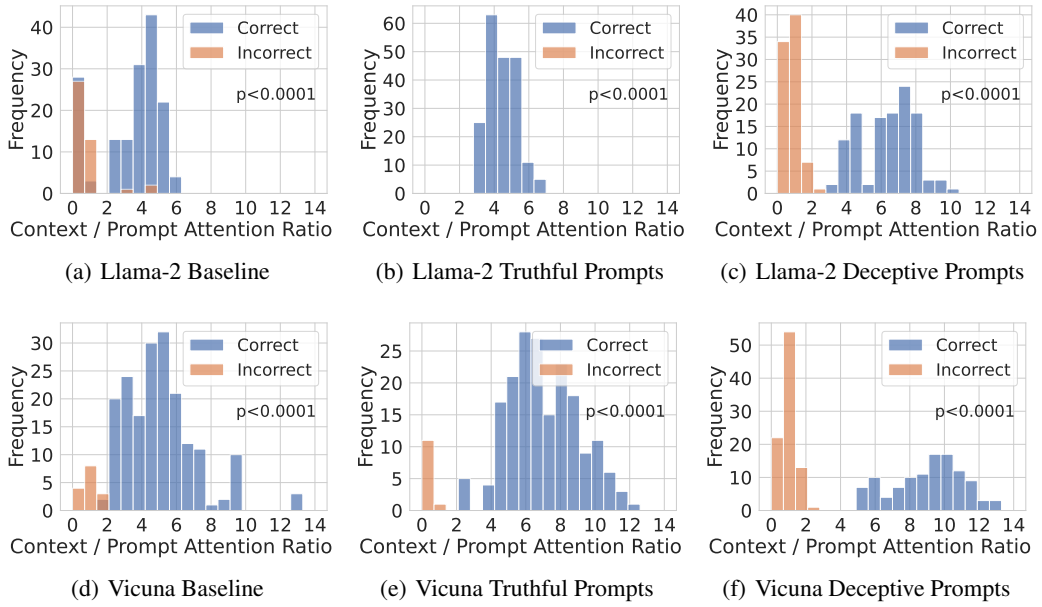 Frequency
40
30
20
10
0
Correct
Incorrect
p<0.0001
0 2 4 6 8 10 12 14
Context / Prompt Attention Ratio
(a) Llama-2 Baseline
Frequency
60
50
40
30
20
10
0
Correct
Incorrect
p<0.0001
0 2 4 6 8 10 12 14
Context / Prompt Attention Ratio
(b) Llama-2 Truthful Prompts
Frequency
40
35
30
25
20
15
10
5
0
Correct
Incorrect
p<0.0001
0 2 4 6 8 10 12 14
Context / Prompt Attention Ratio
(c) Llama-2 Deceptive Prompts
Frequency
30
25
20
15
10
5
0
Correct
Incorrect
p<0.0001
0 2 4 6 8 10 12 14
Context / Prompt Attention Ratio
(d) Vicuna Baseline
Frequency
25
20
15
10
5
0
Correct
Incorrect
p<0.0001
0 2 4 6 8 10 12 14
Context / Prompt Attention Ratio
(e) Vicuna Truthful Prompts
Frequency
50
40
30
20
10
0
Correct
Incorrect
p<0.0001
0 2 4 6 8 10 12 14
Context / Prompt Attention Ratio
(f) Vicuna Deceptive Prompts